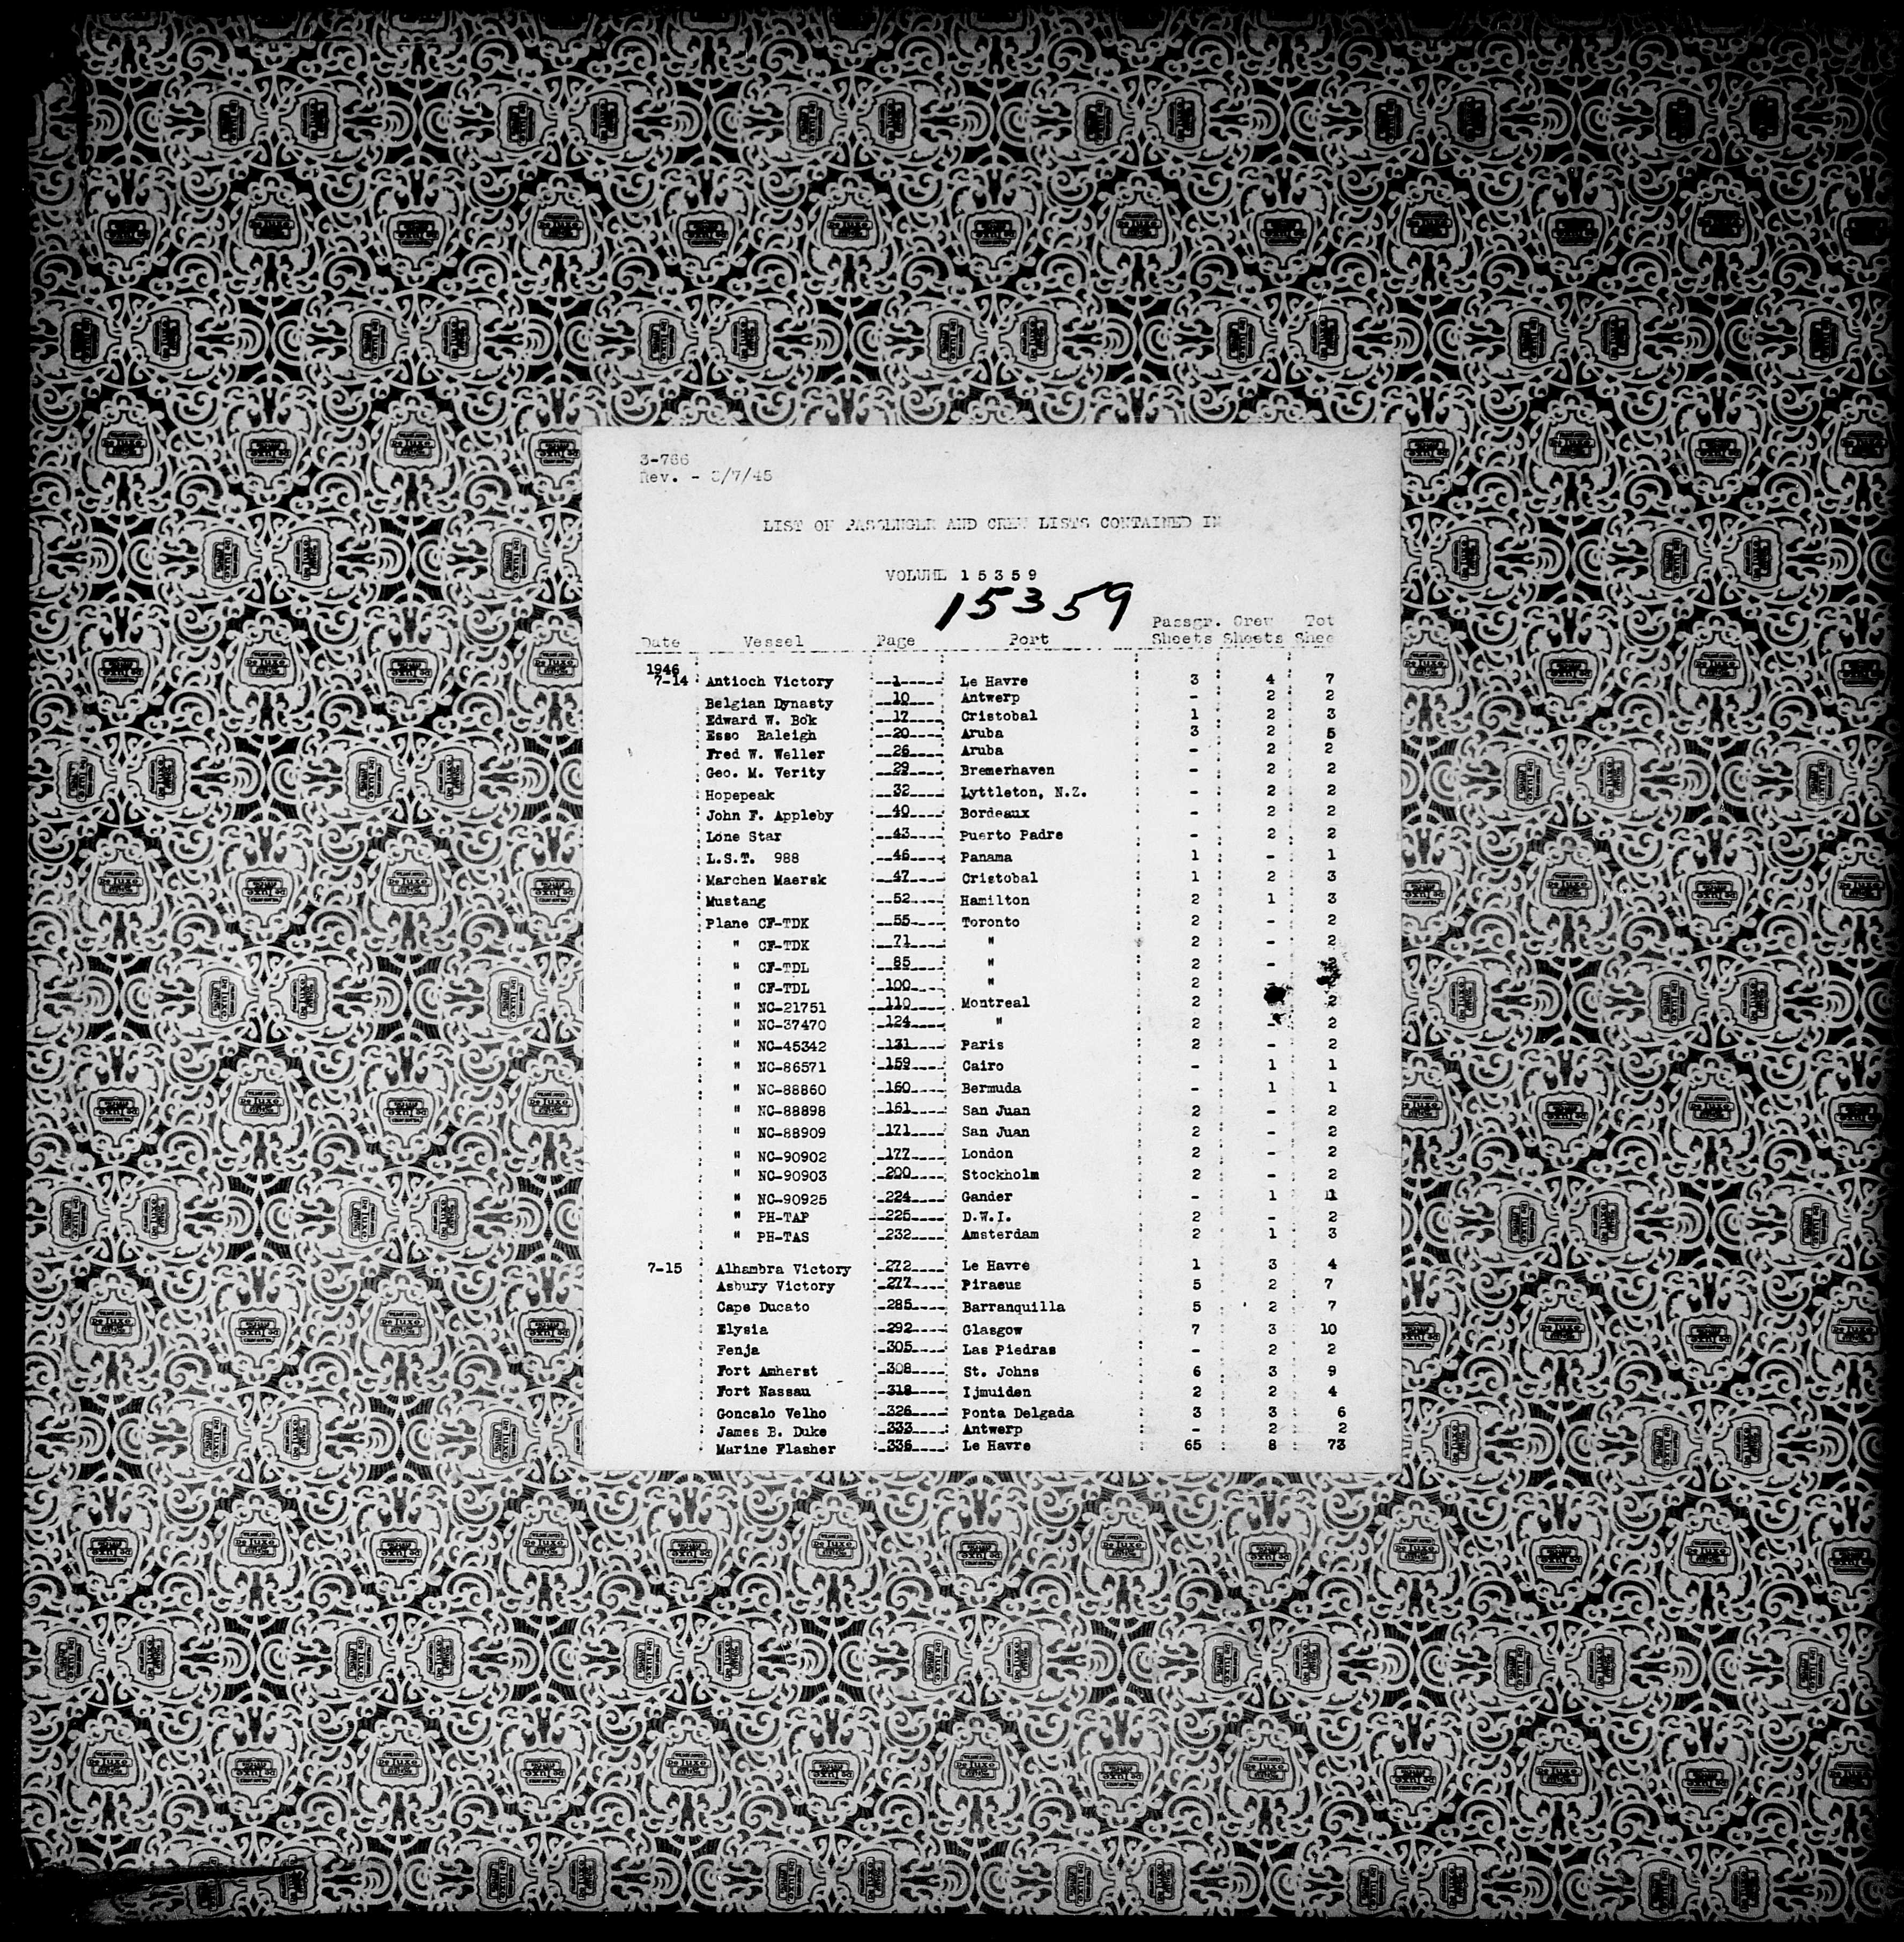 3-786
Rev. - 3/7/45
LIST OF PASSENGER AND CREW LISTS CONTAINED IN
VOLUME 1 5 3 5 9
15359
Passgr. Crew Tot
Date Vessel Page Port Sheets Sheets Shee
1946
7-14 Antioch Victory 1 Le Havre 3 4 7
Belgian Dynasty 10 Antwerp - 2 2
Edward W. Bok 17 Cristobal 1 2 3
Esso Raleigh 20 Aruba 3 2 5
Fred W. Weller 26 Aruba - 2 2
Geo. M. Verity 29 Bremerhaven - 2 2
Hopepeak 32 Lyttleton, N.Z. - 2 2
John F. Appleby 40 Bordeaux - 2 2
Lone Star 43 Puerto Padre - 2 2
L.S.T. 988 46 Panama 1 - 1
Marchen Maersk 47 Cristobal 1 2 3
Mustang 52 Hamilton 2 1 3
Plane CF-TDK 55 Toronto 2 - 2
" CF-TDK 71 " 2 - 2
" CF-TDL 85 " 2 - 2
" CF-TDL 100 " 2
" NC-21751 110 Montreal 2 2
" NC-37470 124 " 2 - 2
" NC-45342 131 Paris 2 - 2
" NC-86571 159 Cairo - 1 1
" NC-88860 160 Bermuda - 1 1
" NC-88898 161 San Juan 2 - 2
" NC-88909 171 San Juan 2 - 2
" NC-90902 177 London 2 - 2
" NC-90903 200 Stockholm 2 - 2
" NC-90925 224 Gander - 1 1
" PH-TAP 225 D.W.I. 2 - 2
" PH-TAS 232 Amsterdam 2 1 3
7-15 Alhambra Victory 272 Le Havre 1 3 4
Asbury Victory 277 Piraeus 5 2 7
Cape Ducato 285 Barranquilla 5 2 7
Elysia 292 Glasgow 7 3 10
Fenja 305 Las Piedras - 2 2
Fort Amherst 308 St. Johns 6 3 9
Fort Nassau 318 Ijmuiden 2 2 4
Goncalo Velho 326 Ponta Delgada 3 3 6
James B. Duke 333 Antwerp - 2 2
Marine Flasher 336 Le Havre 65 8 73